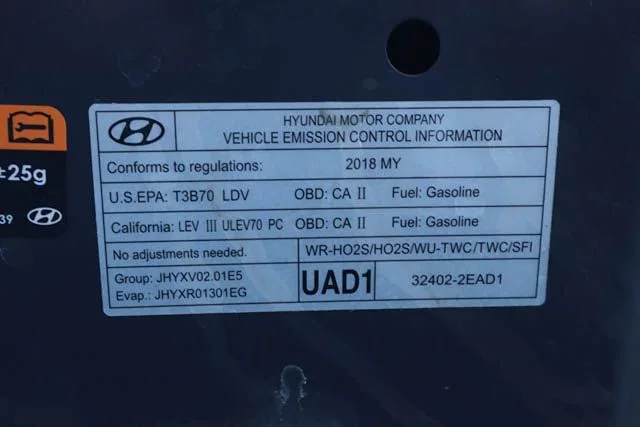 HYUNDAI MOTOR COMPANY
VEHICLE EMISSION CONTROL INFORMATION
Conforms to regulations: 2018 MY
U.S.EPA: T3B70 LDV OBD: CA II Fuel: Gasoline
California: LEV III ULEV70 PC OBD: CA II Fuel: Gasoline
No adjustments needed. WR-HO2S/HO2S/WU-TWC/TWC/SFI
Group: JHYXV02.01E5
Evap.: JHYXR01301EG
UAD1
32402-2EAD1
±25g
39